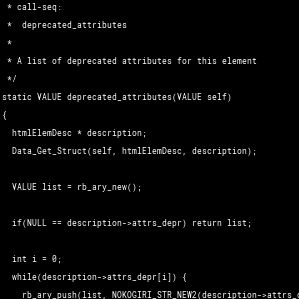 * call-seq:
*  deprecated_attributes
*
* A list of deprecated attributes for this element
*/
static VALUE deprecated_attributes(VALUE self)
{
  htmlElemDesc * description;
  Data_Get_Struct(self, htmlElemDesc, description);

  VALUE list = rb_ary_new();

  if(NULL == description->attrs_depr) return list;

  int i = 0;
  while(description->attrs_depr[i]) {
    rb_ary_push(list, NOKOGIRI_STR_NEW2(description->attrs_d